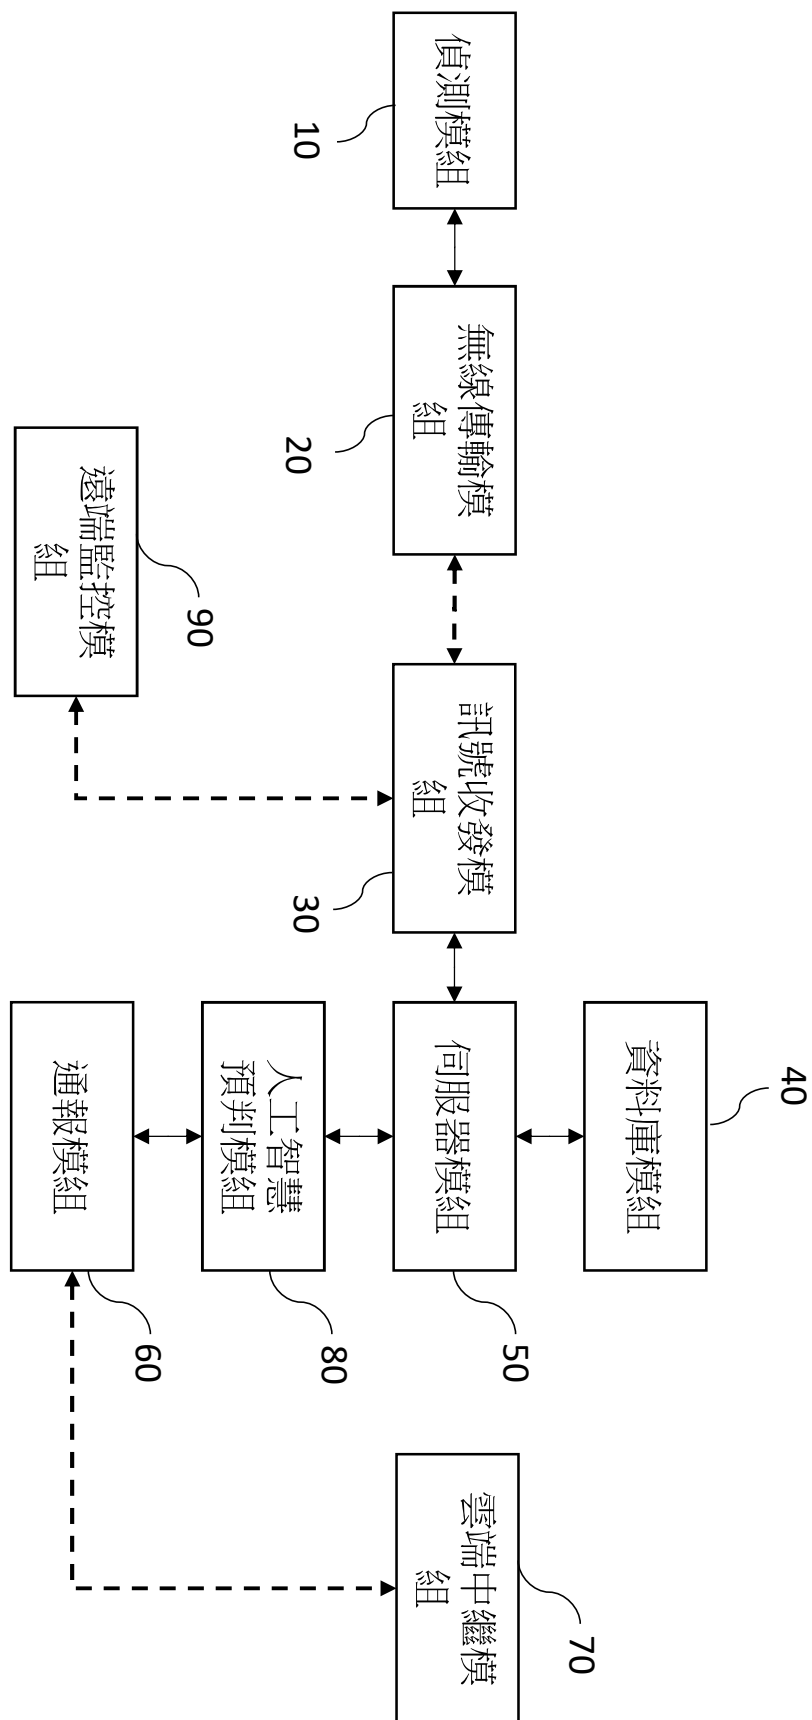 40
資料庫模組
偵測模組
10
無線傳輸模
組
20
訊號收發模
組
30
伺服器模組
50
70
雲端中繼模
組
人工智慧
預判模組
80
90
遠端監控模
組
通報模組
60